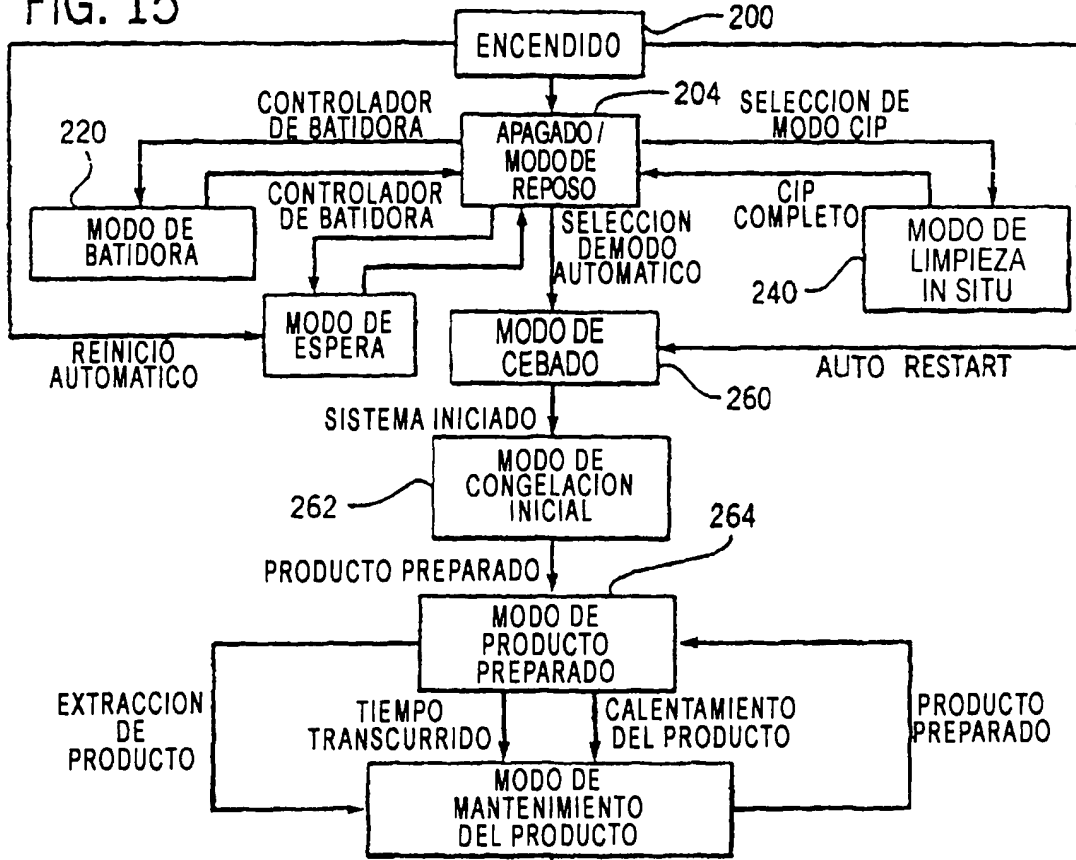 FIG. 15
200
ENCENDIDO
CONTROLADOR
DE BATIDORA
204
SELECCION DE
MODO CIP
220
APAGADO /
MODO DE
REPOSO
CONTROLADOR
DE BATIDORA
CIP
COMPLETO
MODO DE
BATIDORA
SELECCION
DEMODO
AUTOMATICO
MODO DE
LIMPIEZA
IN SITU
240
MODO DE
ESPERA
MODO DE
CEBADO
REINICIO
AUTOMATICO
AUTO RESTART
260
SISTEMA INICIADO
MODO DE
CONGELACION
INICIAL
262
264
PRODUCTO PREPARADO
MODO DE
PRODUCTO
PREPARADO
EXTRACCION
DE
PRODUCTO
TIEMPO
TRANSCURRIDO
CALENTAMIENTO
DEL PRODUCTO
PRODUCTO
PREPARADO
MODO DE
MANTENIMIENTO
DEL PRODUCTO